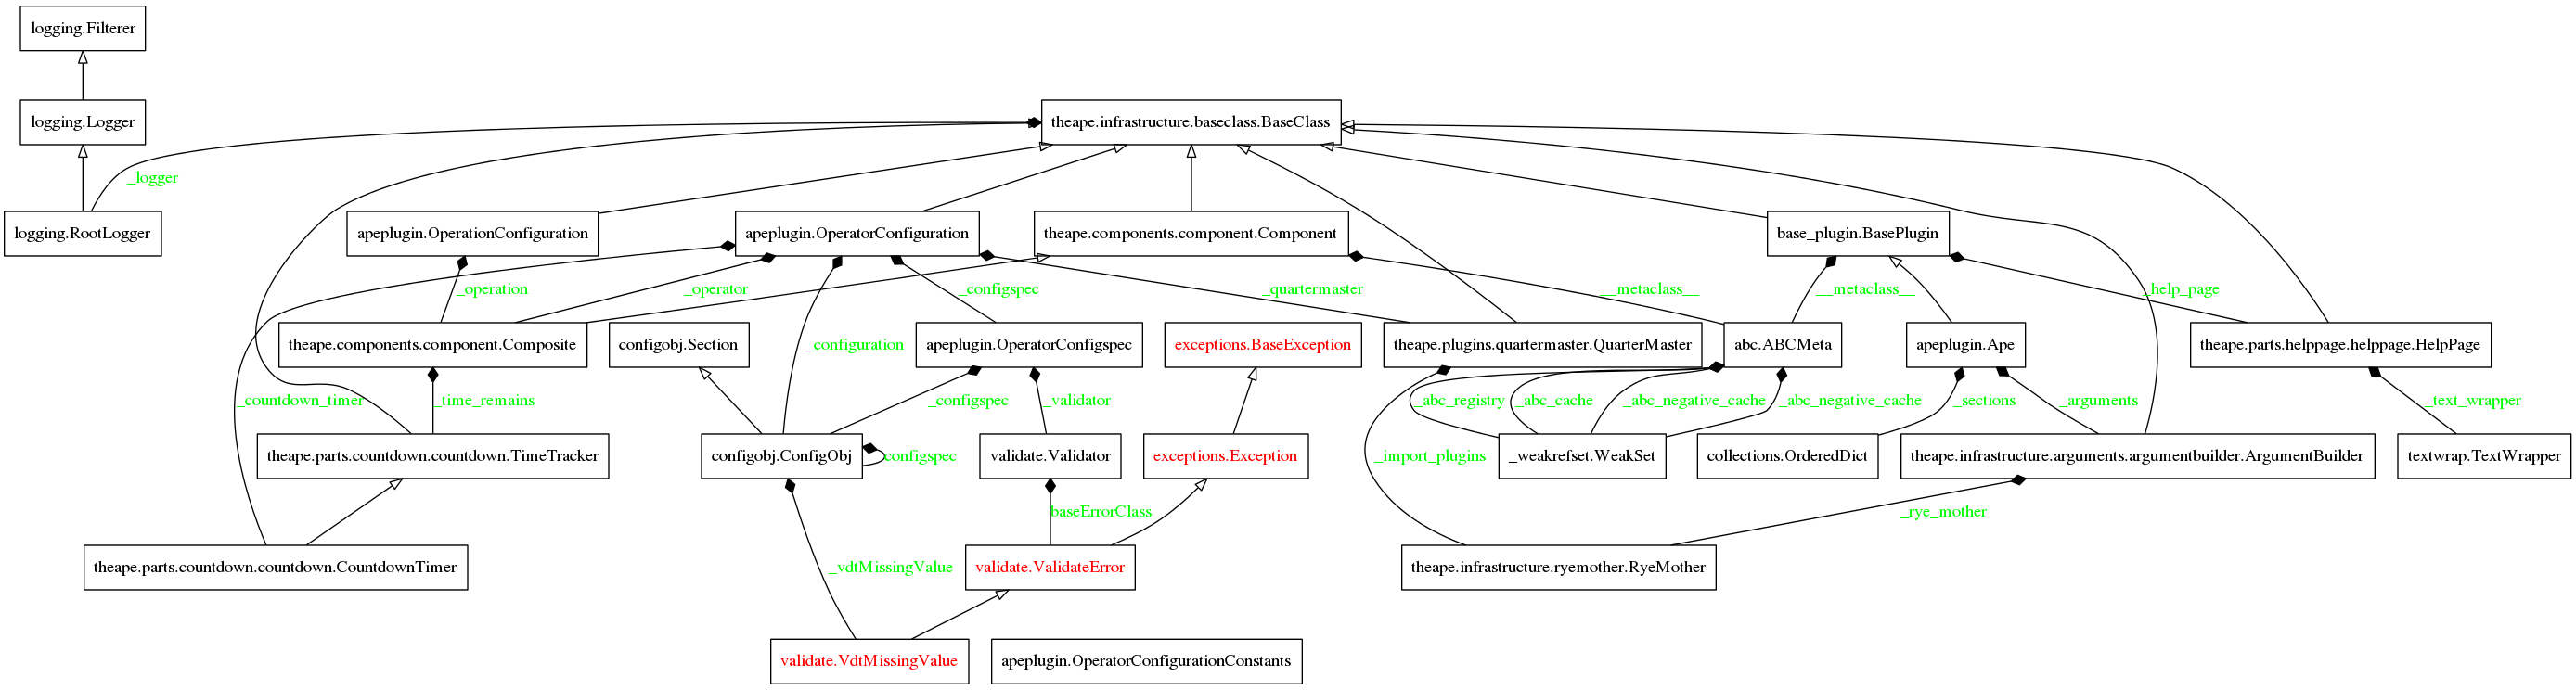 logging.Filterer
logging.Logger
theape.infrastructure.baseclass.BaseClass
_logger
logging.RootLogger
apeplugin.OperationConfiguration
apeplugin.OperatorConfiguration
theape.components.component.Component
base_plugin.BasePlugin
_operation
_operator
_configspec
_quartermaster
__metaclass__
__metaclass__
_help_page
theape.components.component.Composite
configobj.Section
_configuration
apeplugin.OperatorConfigspec
exceptions.BaseException
theape.plugins.quartermaster.QuarterMaster
abc.ABCMeta
apeplugin.Ape
theape.parts.helppage.helppage.HelpPage
_countdown_timer
_time_remains
_configspec
_validator
_abc_registry
_abc_cache
_abc_negative_cache
_abc_negative_cache
_sections
_arguments
_text_wrapper
theape.parts.countdown.countdown.TimeTracker
configobj.ConfigObj
configspec
validate.Validator
exceptions.Exception
_import_plugins
_weakrefset.WeakSet
collections.OrderedDict
theape.infrastructure.arguments.argumentbuilder.ArgumentBuilder
textwrap.TextWrapper
baseErrorClass
_rye_mother
theape.parts.countdown.countdown.CountdownTimer
_vdtMissingValue
validate.ValidateError
theape.infrastructure.ryemother.RyeMother
validate.VdtMissingValue
apeplugin.OperatorConfigurationConstants